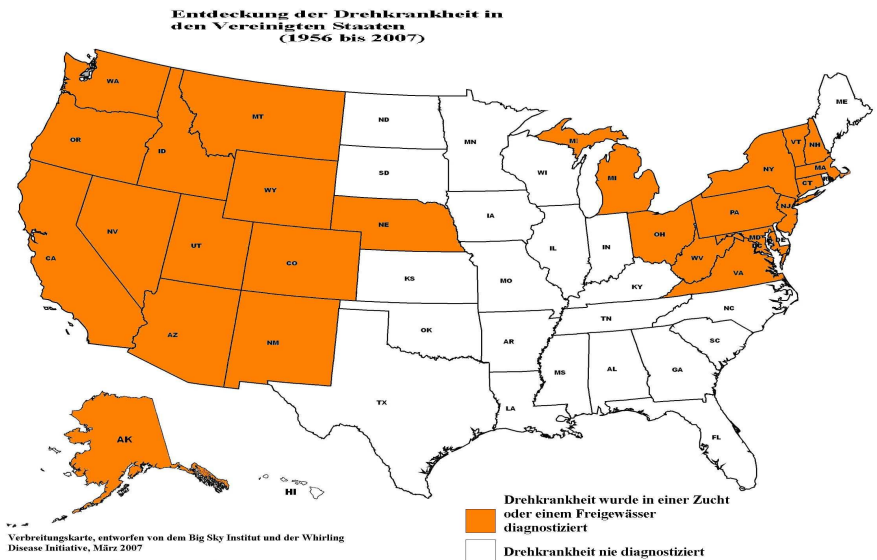 Entdeckung der Drehkrankheit in
den Vereinigten Staaten
(1956 bis 2007)
WA
OR
ID
MT
WY
NV
CA
UT
CO
AZ
NM
ND
SD
NE
KS
OK
TX
MN
IA
MO
AR
LA
WI
IL
MI
MI
IN
OH
KY
TN
MS
AL
GA
FL
SC
NC
VA
WV
PA
NY
VT
NH
ME
MA
CT
NJ
MD
DE
DC
AK
HI
Drehkrankheit wurde in einer Zucht
oder einem Freigewässer
diagnostiziert
Drehkrankheit nie diagnostiziert
Verbreitungskarte, entworfen von dem Big Sky Institut und der Whirling
Disease Initiative, März 2007